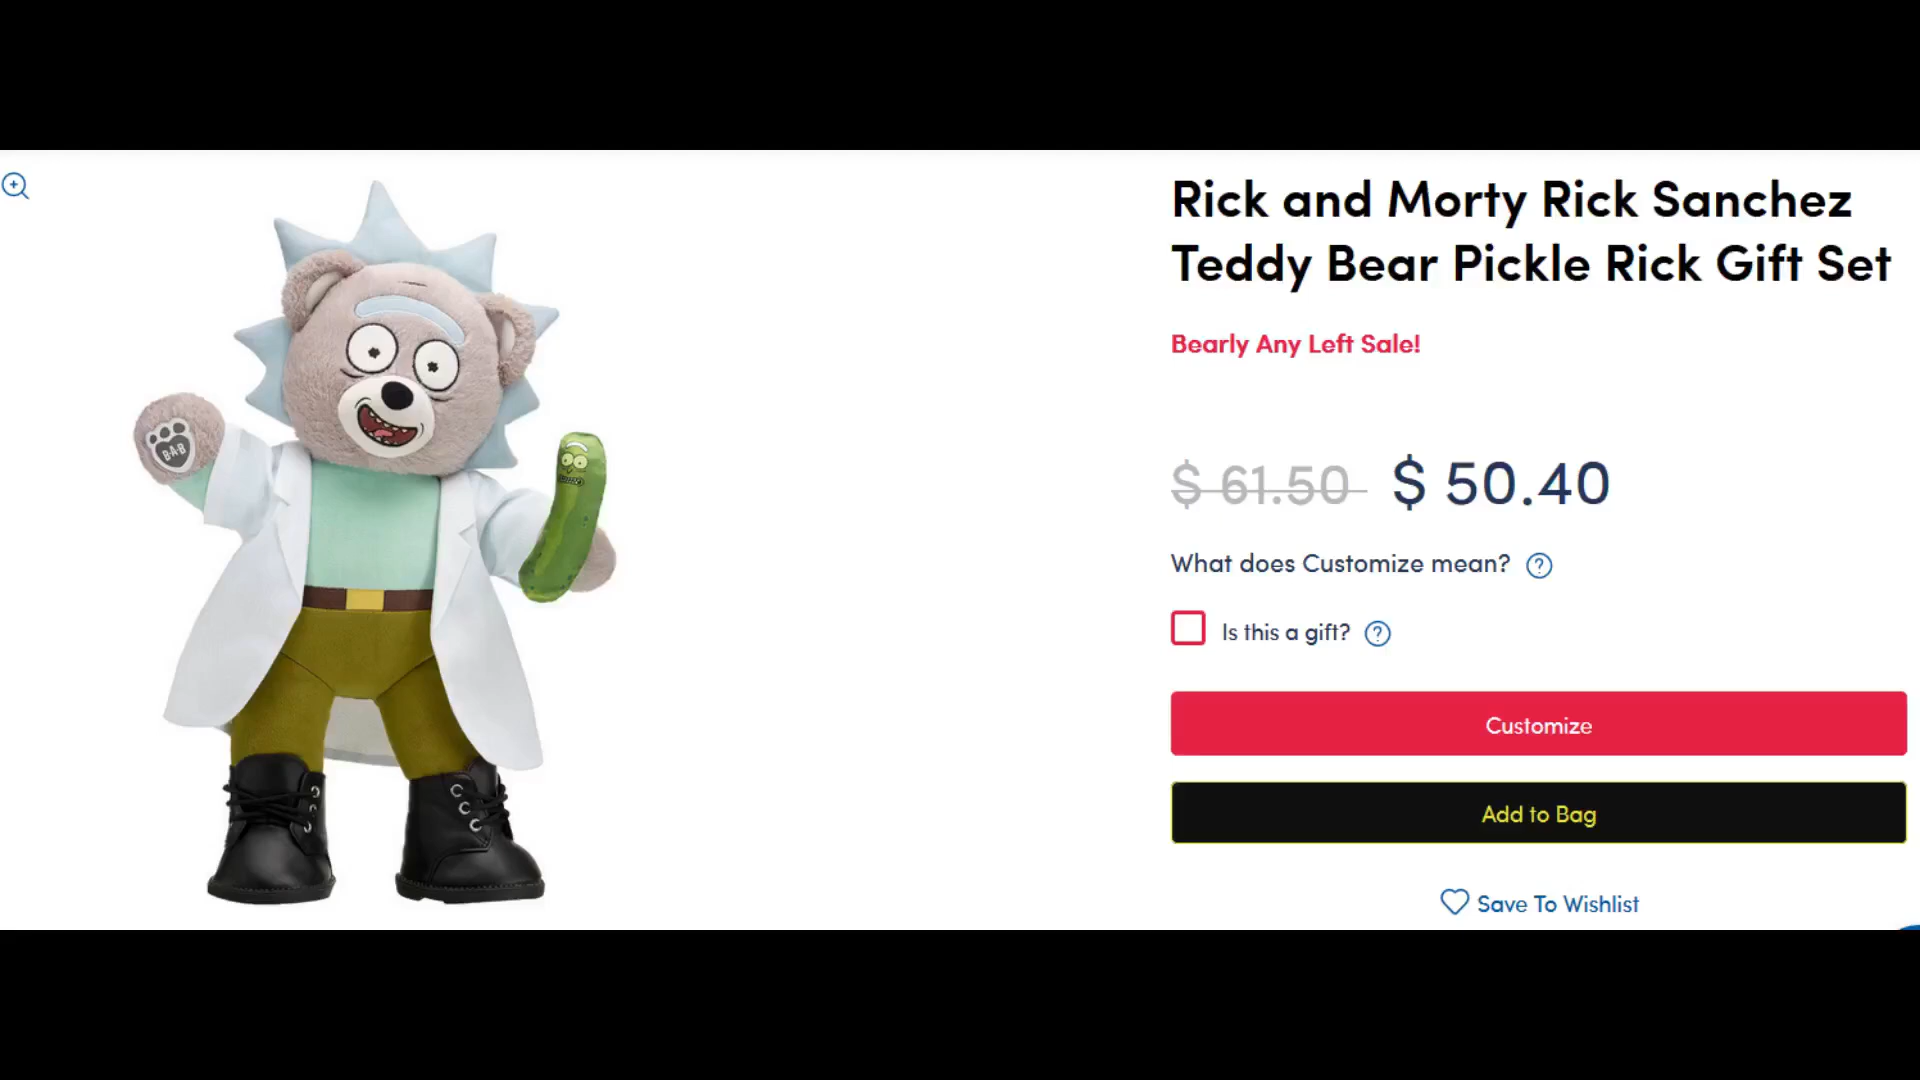 Rick and Morty Rick Sanchez
Teddy Bear Pickle Rick Gift Set
Bearly Any Left Sale!
$ 61.50 $ 50.40
What does Customize mean? ?
Is this a gift? ?
Customize
Add to Bag
Save To Wishlist
B·A·B